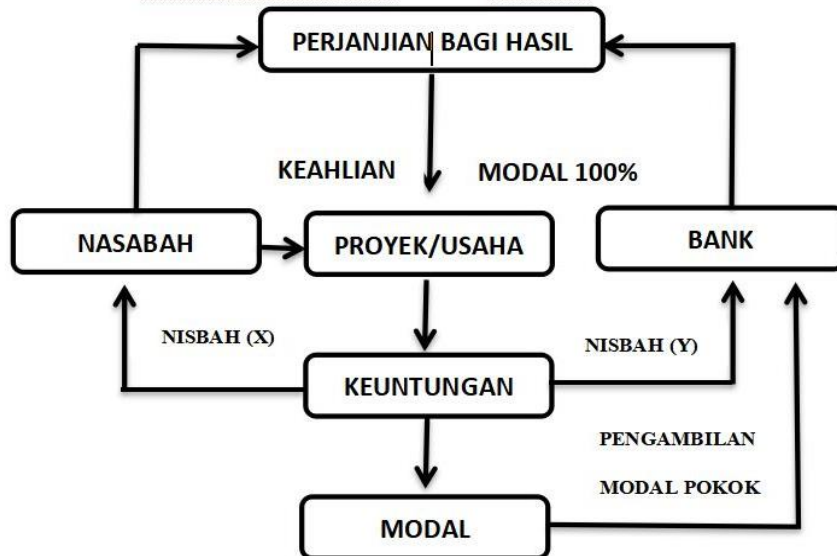 PERJANJIAN BAGI HASIL
KEAHLIAN
MODAL 100%
NASABAH
PROYEK/USAHA
BANK
NISBAH (X)
NISBAH (Y)
KEUNTUNGAN
PENGAMBILAN
MODAL POKOK
MODAL